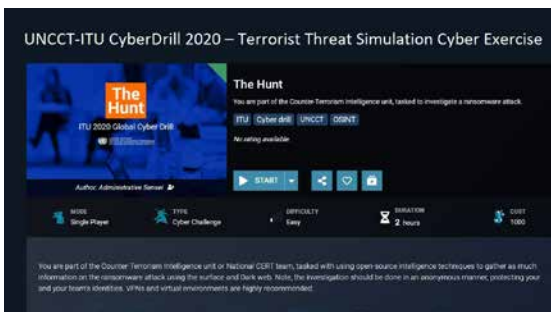 UNCCT-ITU CyberDrill 2020 – Terrorist Threat Simulation Cyber Exercise
The
Hunt
ITU 2020 Global Cyber Drill
Author: Administrative Sensei
The Hunt
You are part of the Counter-Terrorism Intelligence unit, tasked to investigate a ransomware attack.
ITU Cyber drill UNCCT OSINT
No rating available
START
MODE
Single Player
TYPE
Cyber Challenge
DIFFICULTY
Easy
DURATION
2 hours
COST
1000
You are part of the Counter Terrorism Intelligence unit or National CERT team, tasked with using open source intelligence techniques to gather as much
information on the ransomware attack using the surface and Dark web. Note, the investigation should be done in an anonymous manner, protecting your
and your team's identities. VPNs and virtual environments are highly recommended.